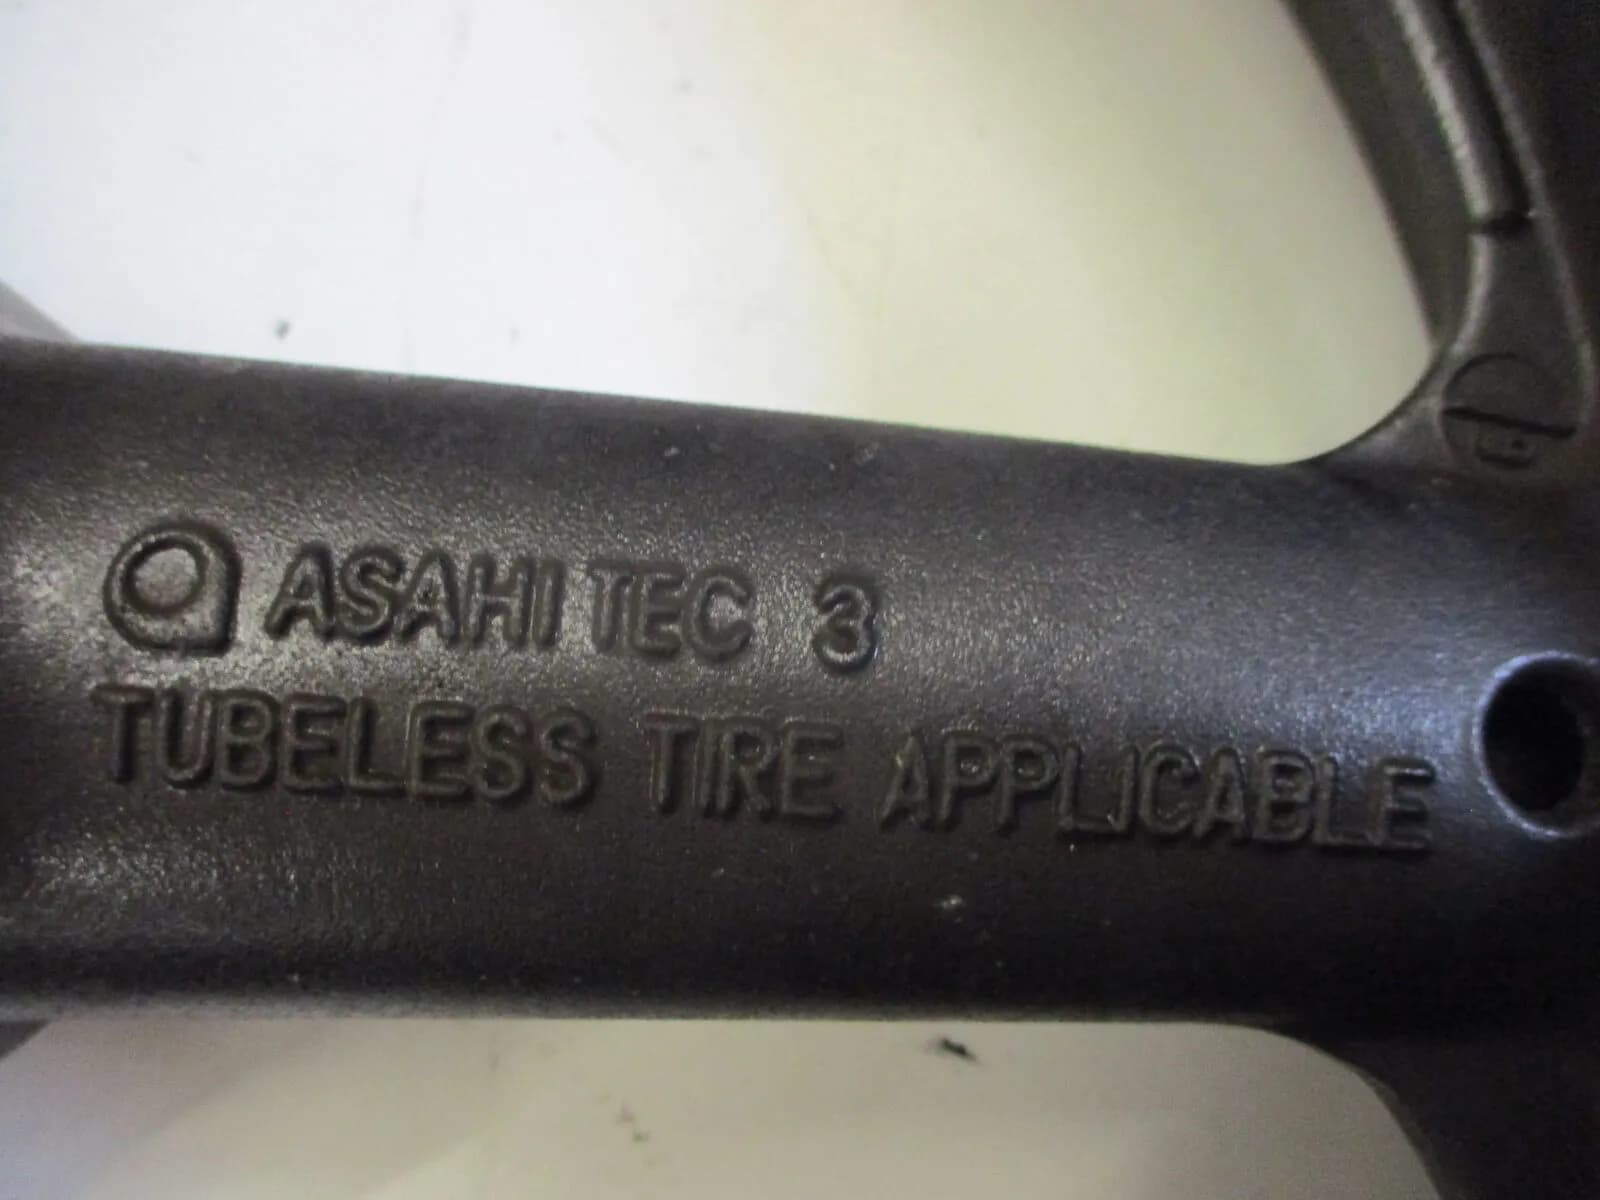 ASAHI TEC 3
TUBELESS TIRE APPLICABLE